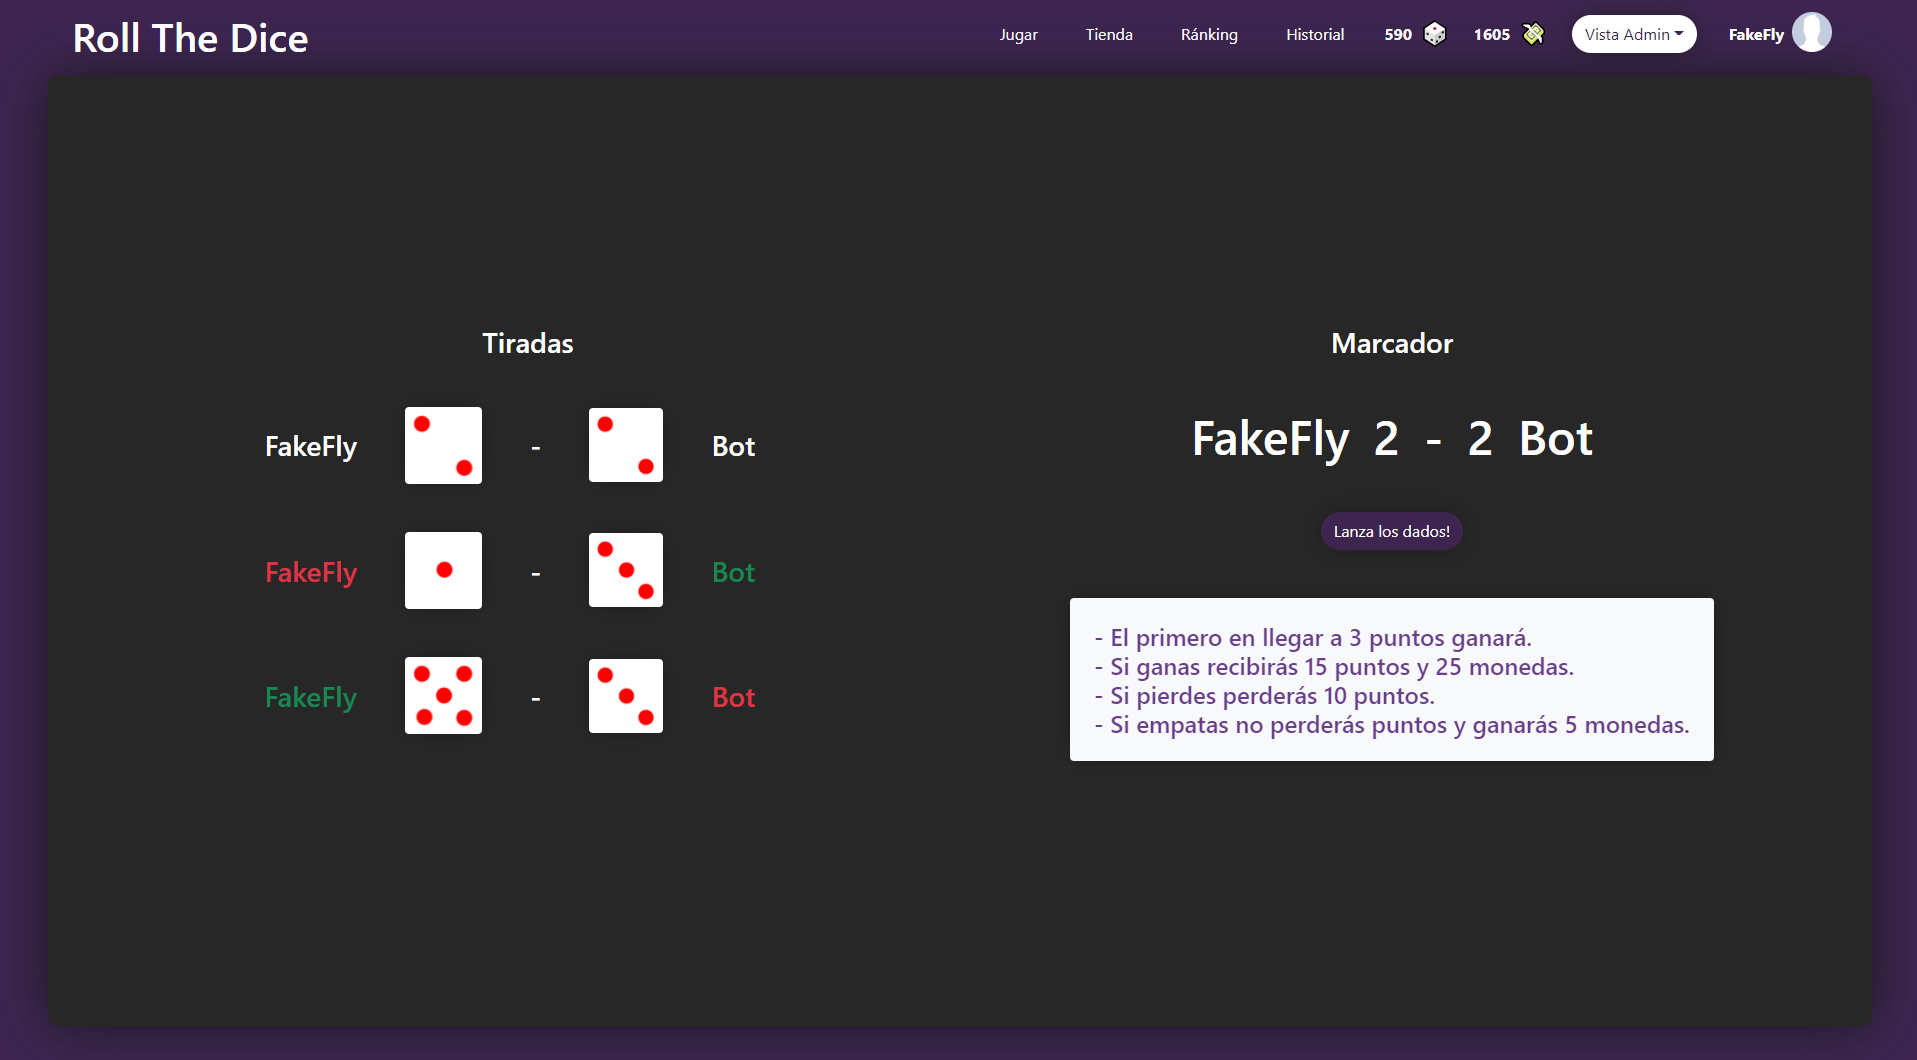 Roll The Dice
Jugar Tienda Ránking Historial 590 1605 Vista Admin FakeFly
Tiradas
FakeFly - Bot
FakeFly - Bot
FakeFly - Bot
Marcador
FakeFly 2 - 2 Bot
Lanza los dados!
- El primero en llegar a 3 puntos ganará.
- Si ganas recibirás 15 puntos y 25 monedas.
- Si pierdes perderás 10 puntos.
- Si empatas no perderás puntos y ganarás 5 monedas.